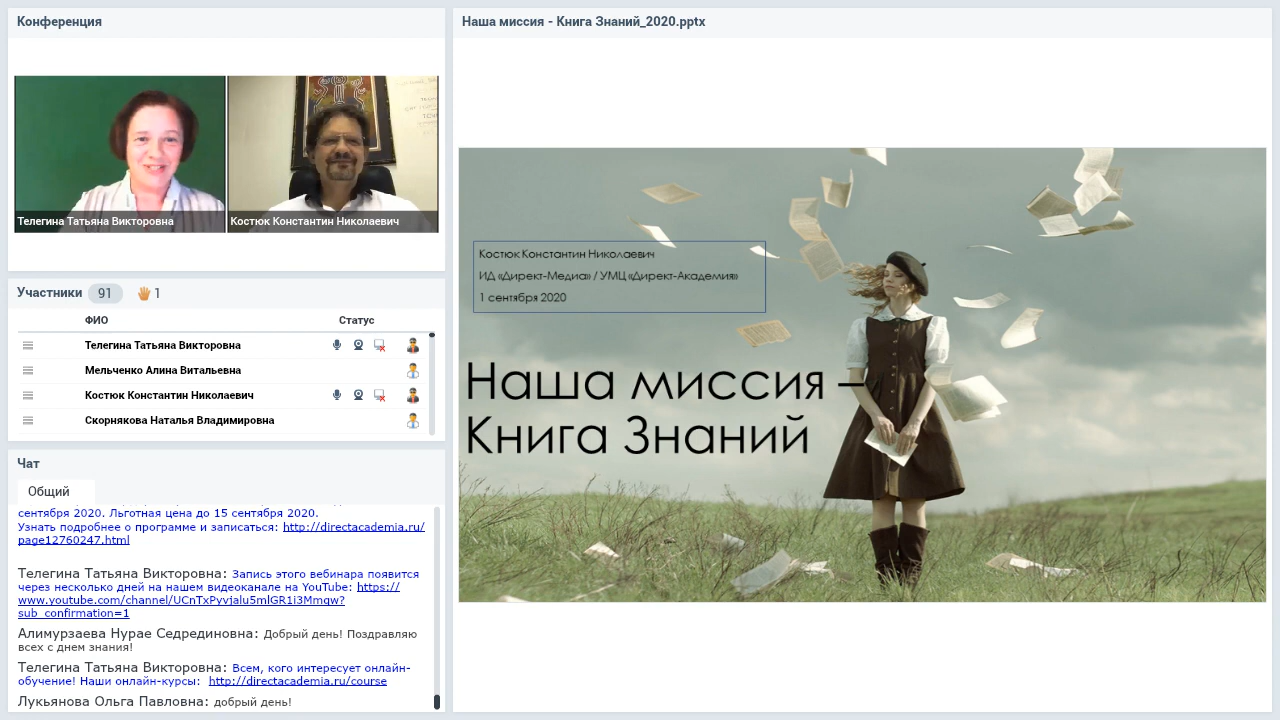 Конференция
Телегина Татьяна Викторовна
Костюк Константин Николаевич
Участники 91 1
ФИО Статус
Телегина Татьяна Викторовна
Мельченко Алина Витальевна
Костюк Константин Николаевич
Скорнякова Наталья Владимировна
Чат
Общий
сентября 2020. Льготная цена до 15 сентября 2020.
Узнать подробнее о программе и записаться: http://directacademia.ru/
page12760247.html
Телегина Татьяна Викторовна: Запись этого вебинара появится
через несколько дней на нашем видеоканале на YouTube: https://
www.youtube.com/channel/UCnTxPyvjalu5mlGR1i3Mmqw?
sub_confirmation=1
Алимурзаева Нурае Седрединовна: Добрый день! Поздравляю
всех с днем знания!
Телегина Татьяна Викторовна: Всем, кого интересует онлайн-
обучение! Наши онлайн-курсы: http://directacademia.ru/course
Лукьянова Ольга Павловна: добрый день!
Наша миссия - Книга Знаний_2020.pptx
Костюк Константин Николаевич
ИД «Директ-Медиа» / УМЦ «Директ-Академия»
1 сентября 2020
Наша миссия –
Книга Знаний